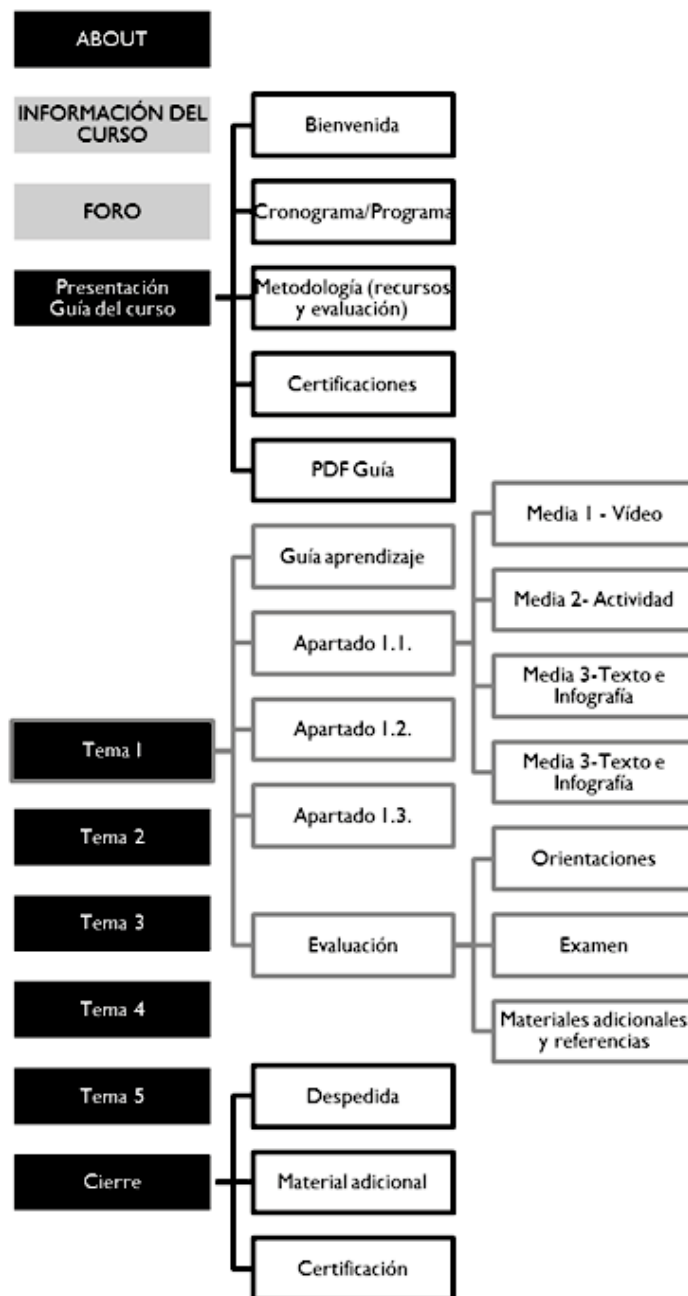 ABOUT
INFORMACIÓN DEL
CURSO
FORO
Presentación
Guía del curso
Bienvenida
Cronograma/Programa
Metodología (recursos
y evaluación)
Certificaciones
PDF Guía
Tema 1
Guía aprendizaje
Apartado 1.1.
Media 1 - Vídeo
Media 2- Actividad
Media 3-Texto e
Infografía
Media 3-Texto e
Infografía
Apartado 1.2.
Apartado 1.3.
Evaluación
Orientaciones
Examen
Materiales adicionales
y referencias
Tema 2
Tema 3
Tema 4
Tema 5
Cierre
Despedida
Material adicional
Certificación